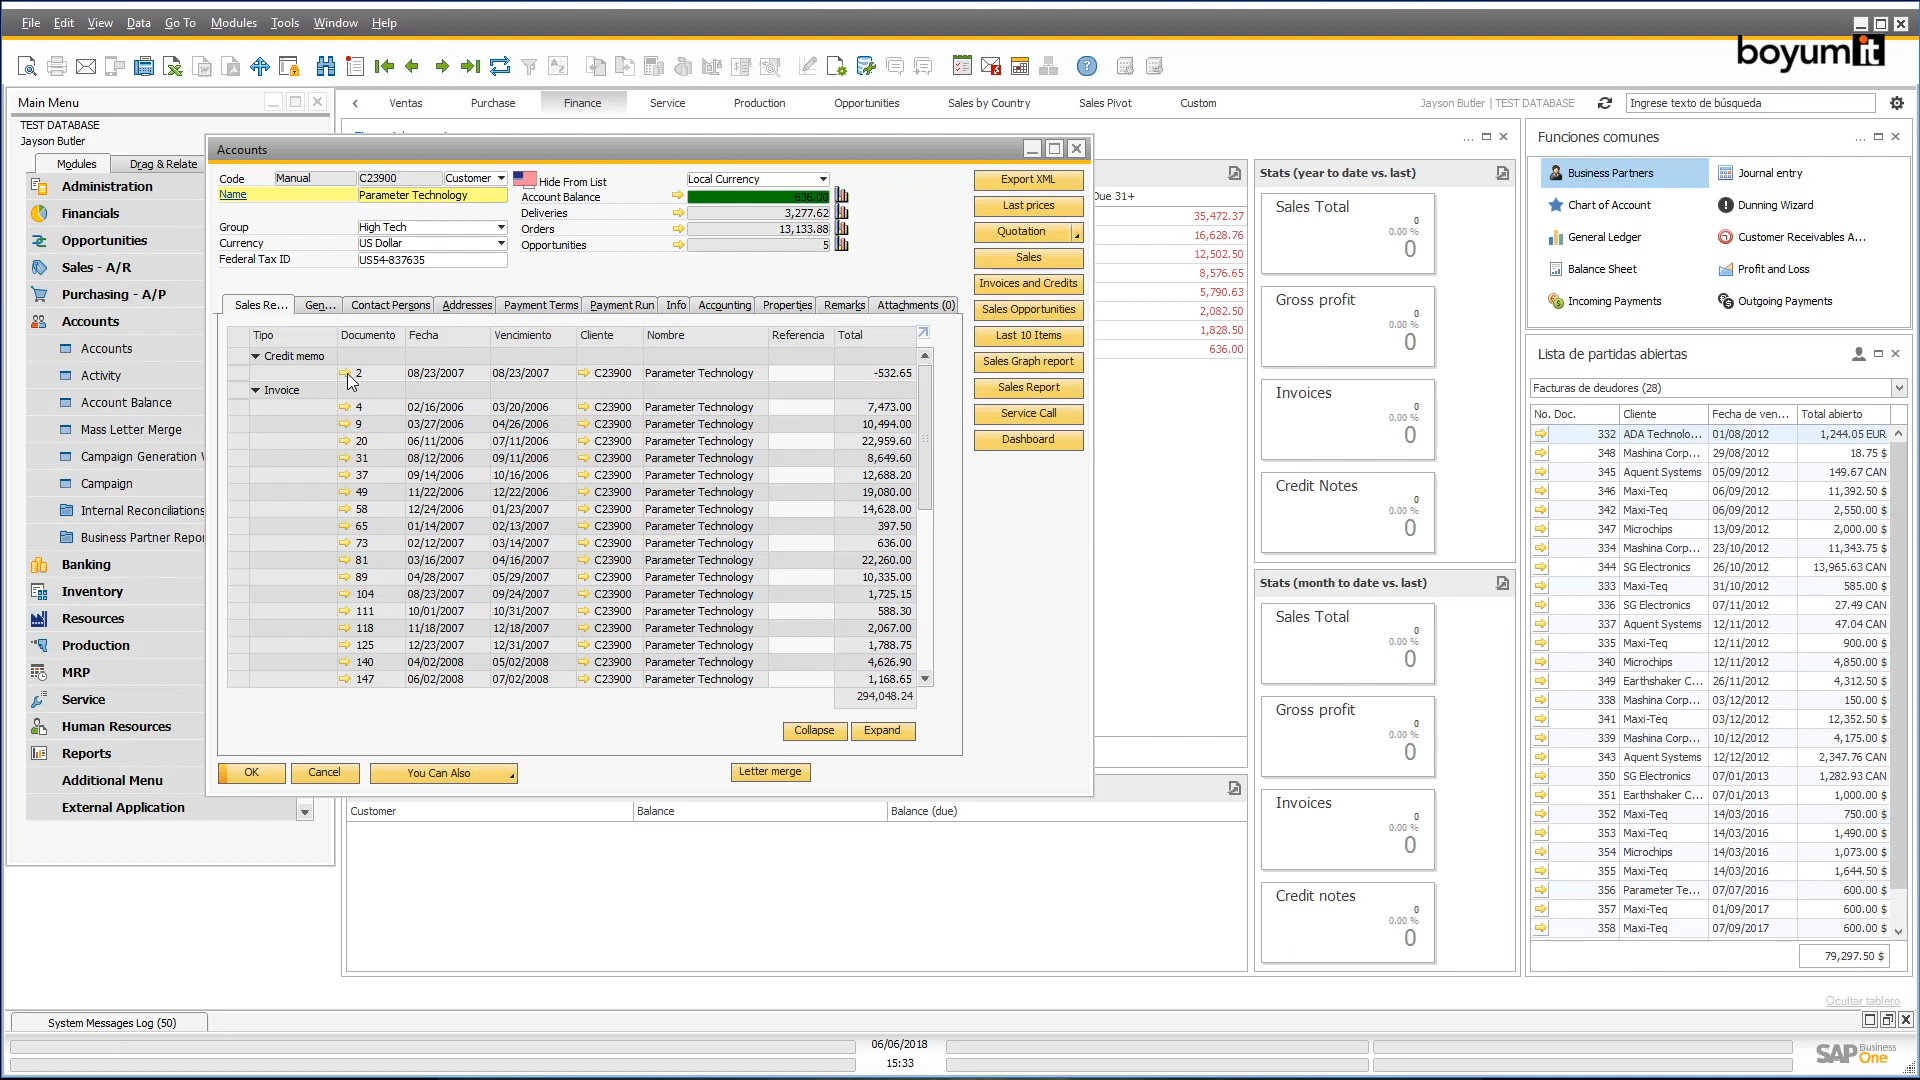 File Edit View Data Go To Modules Tools Window Help
boyumit
Main Menu
TEST DATABASE
Jayson Butler
Modules Drag & Relate
Administration
Financials
Opportunities
Sales - A/R
Purchasing - A/P
Accounts
Accounts
Activity
Account Balance
Mass Letter Merge
Campaign Generation
Campaign
Internal Reconciliations
Business Partner Repor
Banking
Inventory
Resources
Production
MRP
Service
Human Resources
Reports
Additional Menu
External Application
Ventas Purchase Finance Service Production Opportunities Sales by Country Sales Pivot Custom
Jayson Butler | TEST DATABASE Ingrese texto de búsqueda
Accounts
Code Manual C23900 Customer Hide From List Local Currency
Name Parameter Technology Account Balance 636.00
Deliveries 3,277.62
Group High Tech Orders 13,133.88
Currency US Dollar Opportunities 5
Federal Tax ID US54-837635
Sales Re... Gen... Contact Persons Addresses Payment Terms Payment Run Info Accounting Properties Remarks Attachments (0)
Tipo Documento Fecha Vencimiento Cliente Nombre Referencia Total
Credit memo
2 08/23/2007 08/23/2007 C23900 Parameter Technology -532.65
Invoice
4 02/16/2006 03/20/2006 C23900 Parameter Technology 7,473.00
9 03/27/2006 04/26/2006 C23900 Parameter Technology 10,494.00
20 06/11/2006 07/11/2006 C23900 Parameter Technology 22,959.60
31 08/12/2006 09/11/2006 C23900 Parameter Technology 8,649.60
37 09/14/2006 10/16/2006 C23900 Parameter Technology 12,688.20
49 11/22/2006 12/22/2006 C23900 Parameter Technology 19,080.00
58 12/24/2006 01/23/2007 C23900 Parameter Technology 14,628.00
65 01/14/2007 02/13/2007 C23900 Parameter Technology 397.50
73 02/12/2007 03/14/2007 C23900 Parameter Technology 636.00
81 03/16/2007 04/16/2007 C23900 Parameter Technology 22,260.00
89 04/28/2007 05/29/2007 C23900 Parameter Technology 10,335.00
104 08/23/2007 09/24/2007 C23900 Parameter Technology 1,725.15
111 10/01/2007 10/31/2007 C23900 Parameter Technology 588.30
118 11/18/2007 12/18/2007 C23900 Parameter Technology 2,067.00
125 12/23/2007 12/31/2007 C23900 Parameter Technology 1,788.75
140 04/02/2008 05/02/2008 C23900 Parameter Technology 4,626.90
147 06/02/2008 07/02/2008 C23900 Parameter Technology 1,168.65
294,048.24
Collapse Expand
OK Cancel You Can Also Letter merge
Export XML
Last prices
Quotation
Sales
Invoices and Credits
Sales Opportunities
Last 10 Items
Sales Graph report
Sales Report
Service Call
Dashboard
Due 31+
35,472.37
16,628.76
12,502.50
8,576.65
5,790.63
2,082.50
1,828.50
636.00
Customer Balance Balance (due)
Stats (year to date vs. last)
Sales Total
0
0.00 %
0
Gross profit
0
0.00 %
0
Invoices
0
0.00 %
0
Credit Notes
0
0.00 %
0
Stats (month to date vs. last)
Sales Total
0
0.00 %
0
Gross profit
0
0.00 %
0
Invoices
0
0.00 %
0
Credit notes
0
0.00 %
0
Funciones comunes
Business Partners Journal entry
Chart of Account Dunning Wizard
General Ledger Customer Receivables A...
Balance Sheet Profit and Loss
Incoming Payments Outgoing Payments
Lista de partidas abiertas
Facturas de deudores (28)
No. Doc. Cliente Fecha de ven... Total abierto
332 ADA Technolo... 01/08/2012 1,244.05 EUR
348 Mashina Corp... 29/08/2012 18.75 $
345 Aquent Systems 05/09/2012 149.67 CAN
346 Maxi-Teq 06/09/2012 11,392.50 $
342 Maxi-Teq 06/09/2012 2,550.00 $
347 Microchips 13/09/2012 2,000.00 $
334 Mashina Corp... 23/10/2012 11,343.75 $
344 SG Electronics 26/10/2012 13,965.63 CAN
333 Maxi-Teq 31/10/2012 585.00 $
336 SG Electronics 07/11/2012 27.49 CAN
337 Aquent Systems 12/11/2012 47.04 CAN
335 Maxi-Teq 12/11/2012 900.00 $
340 Microchips 12/11/2012 4,850.00 $
349 Earthshaker C... 26/11/2012 4,312.50 $
338 Mashina Corp... 03/12/2012 150.00 $
341 Maxi-Teq 03/12/2012 12,352.50 $
339 Mashina Corp... 10/12/2012 4,175.00 $
343 Aquent Systems 12/12/2012 2,347.76 CAN
350 SG Electronics 07/01/2013 1,282.93 CAN
351 Earthshaker C... 07/01/2013 1,000.00 $
352 Maxi-Teq 14/03/2016 750.00 $
353 Maxi-Teq 14/03/2016 1,490.00 $
354 Microchips 14/03/2016 1,073.00 $
355 Maxi-Teq 14/03/2016 1,644.50 $
356 Parameter Te... 07/07/2016 600.00 $
357 Maxi-Teq 01/09/2017 600.00 $
358 Maxi-Teq 07/09/2017 600.00 $
79,297.50 $
Ocultar tablero
System Messages Log (50)
06/06/2018
15:33
SAP Business One